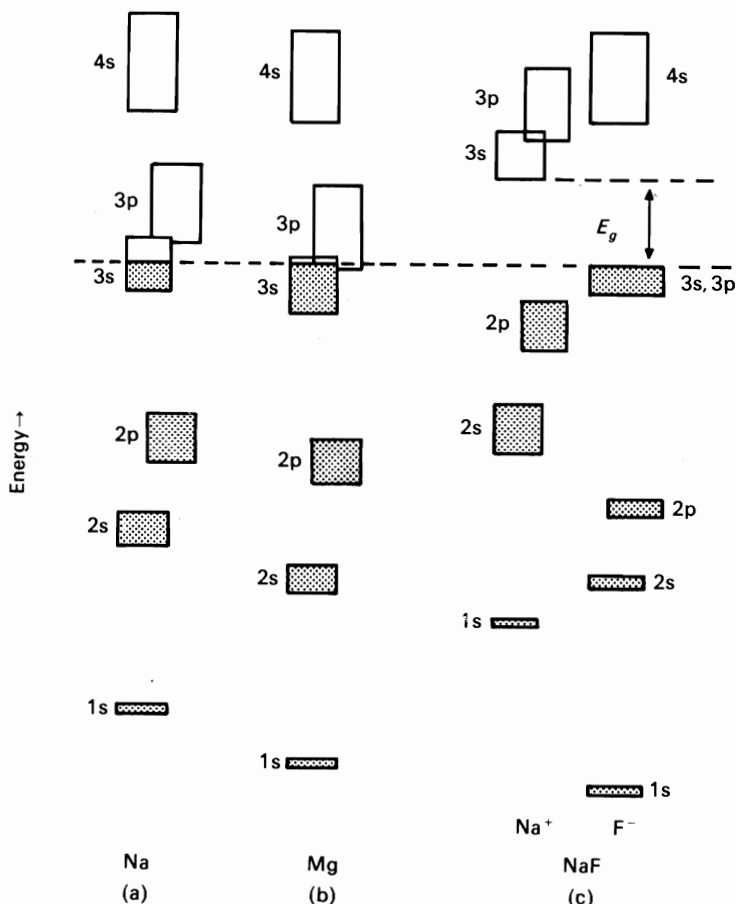 4s
4s
4s
3p
3s
3p
3p
E_g
3s
3s
3s, 3p
2p
2p
2s
2p
2p
2s
2s
2s
1s
1s
1s
1s
Energy→
Na⁺ F⁻
Na Mg NaF
(a) (b) (c)